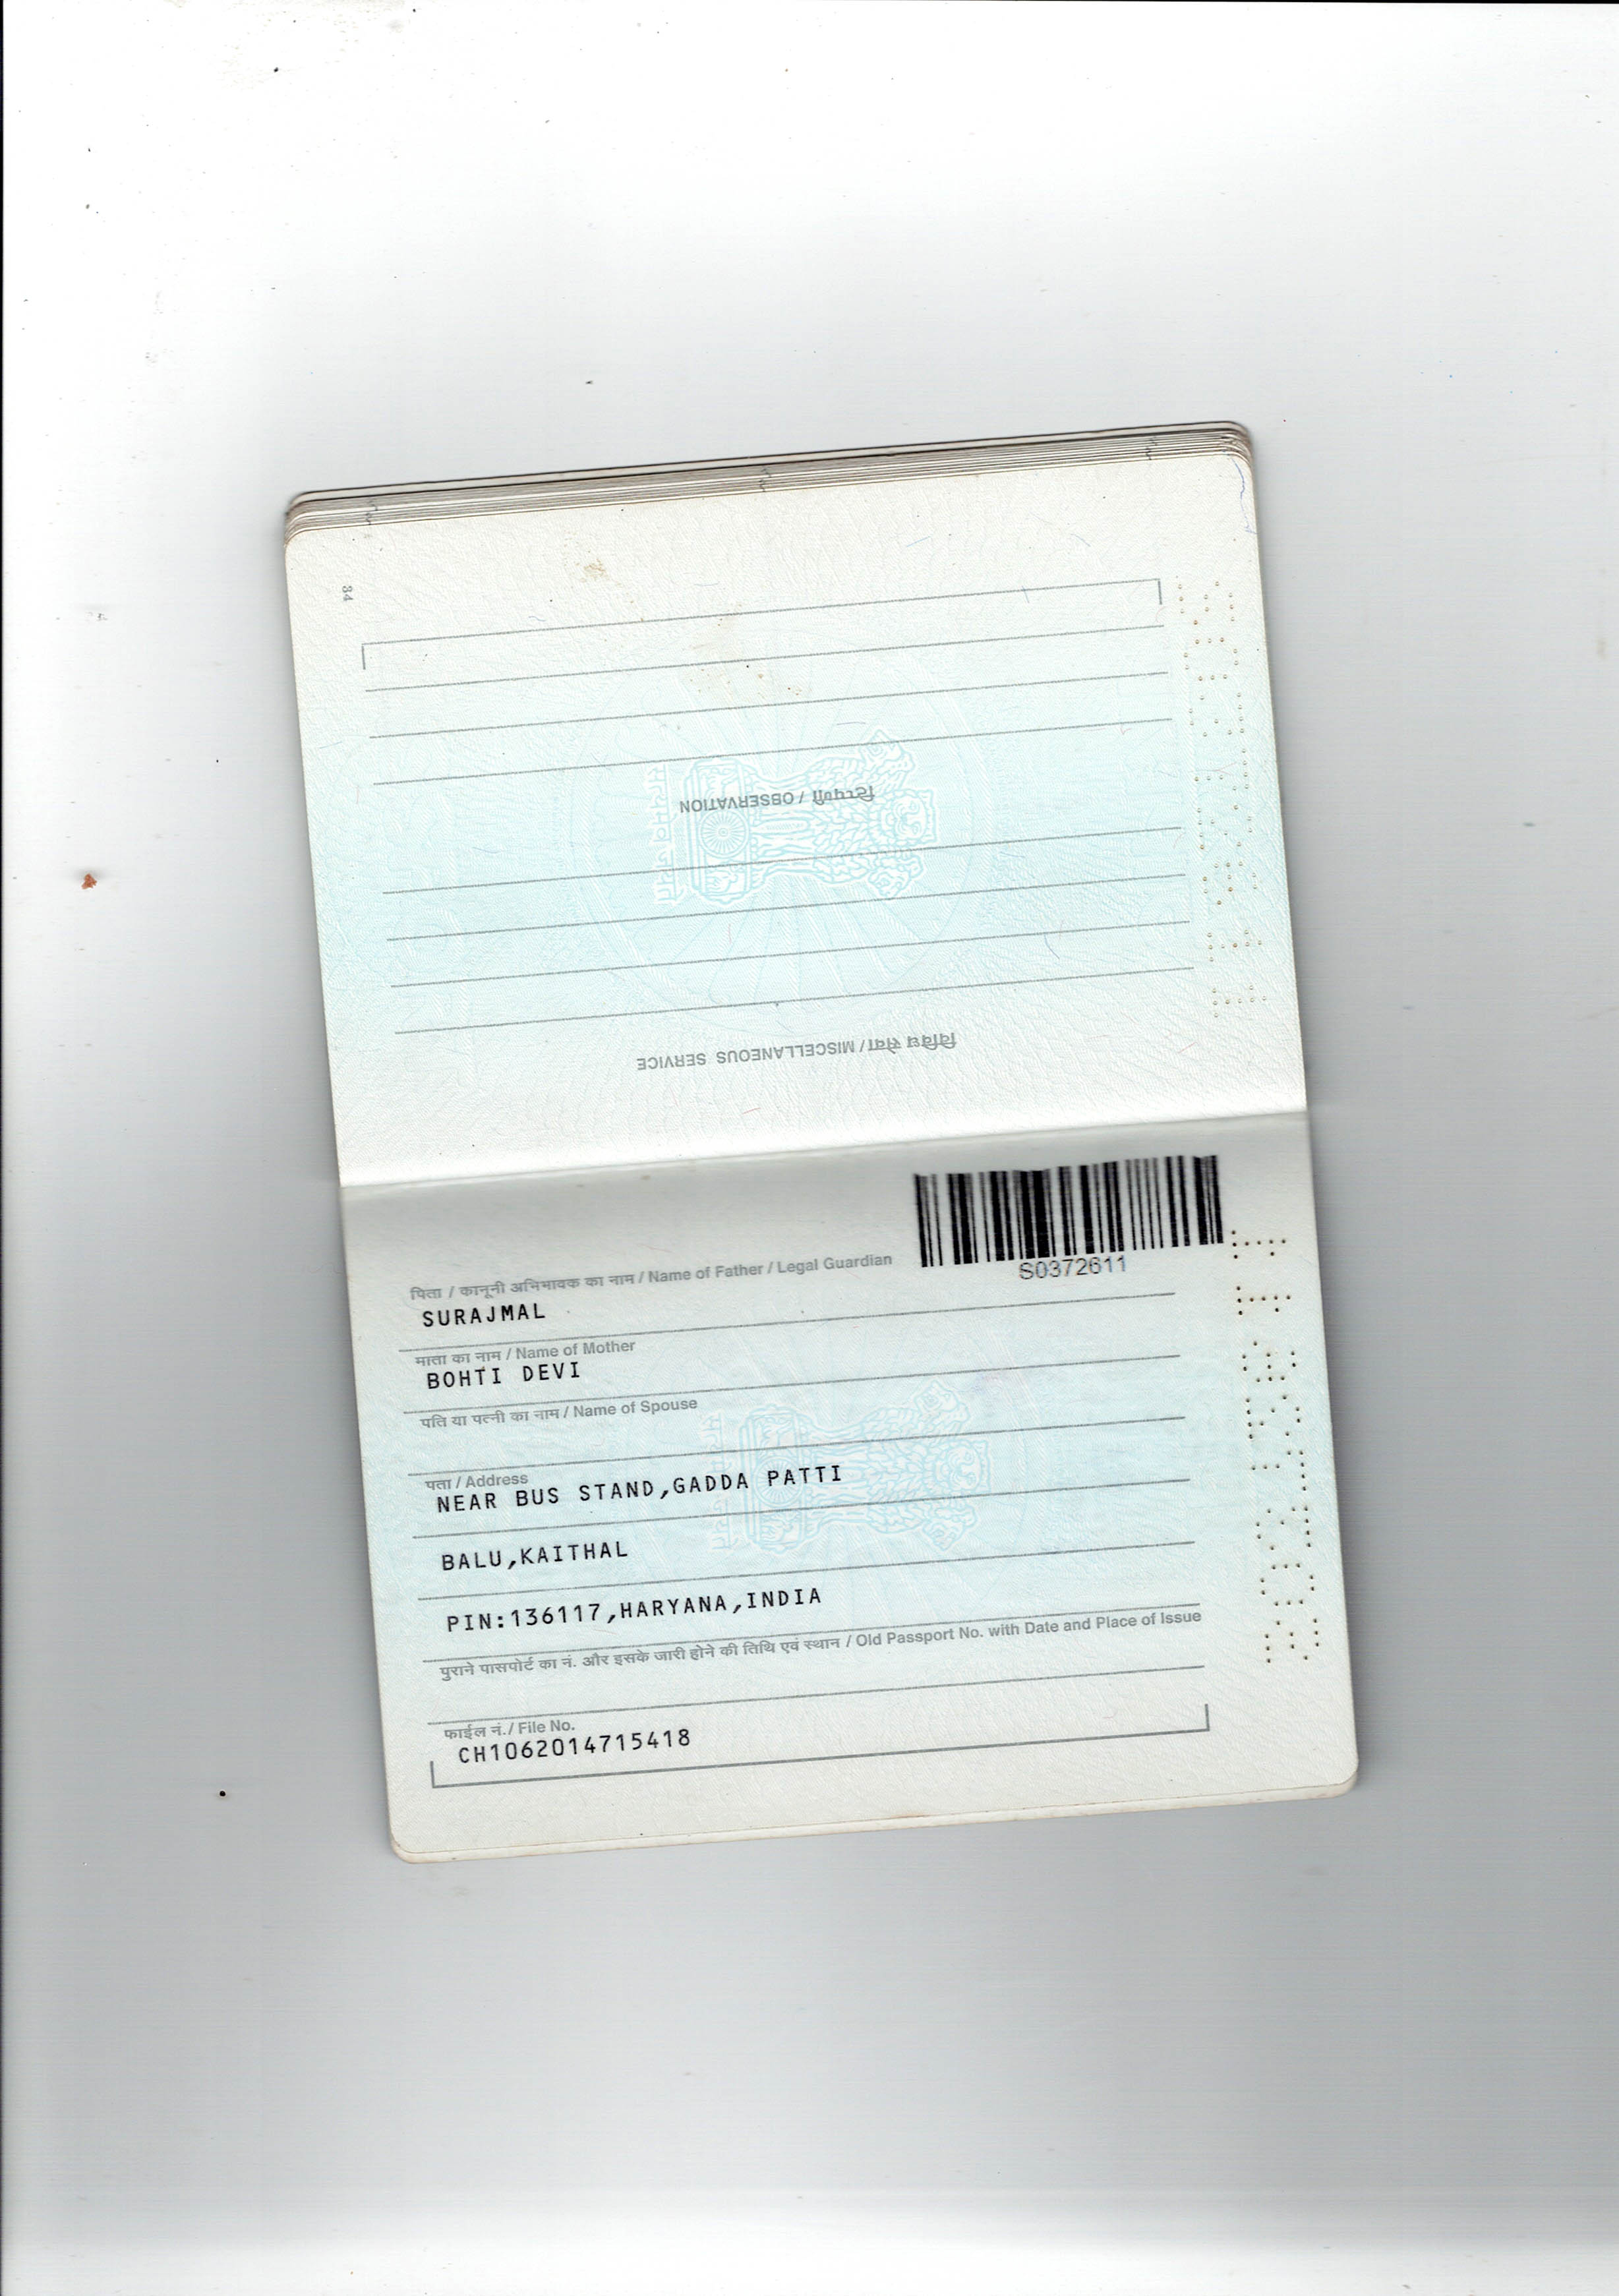 34
टिप्पणी / OBSERVATION
विविध सेवा / MISCELLANEOUS SERVICE
S0372611
पिता / कानूनी अभिभावक का नाम / Name of Father / Legal Guardian
SURAJMAL
माता का नाम / Name of Mother
BOHTI DEVI
पति या पत्नी का नाम / Name of Spouse
पता / Address
NEAR BUS STAND,GADDA PATTI
BALU,KAITHAL
PIN:136117,HARYANA,INDIA
पुराने पासपोर्ट का नं. और इसके जारी होने की तिथि एवं स्थान / Old Passport No. with Date and Place of Issue
फाईल नं./ File No.
CH1062014715418